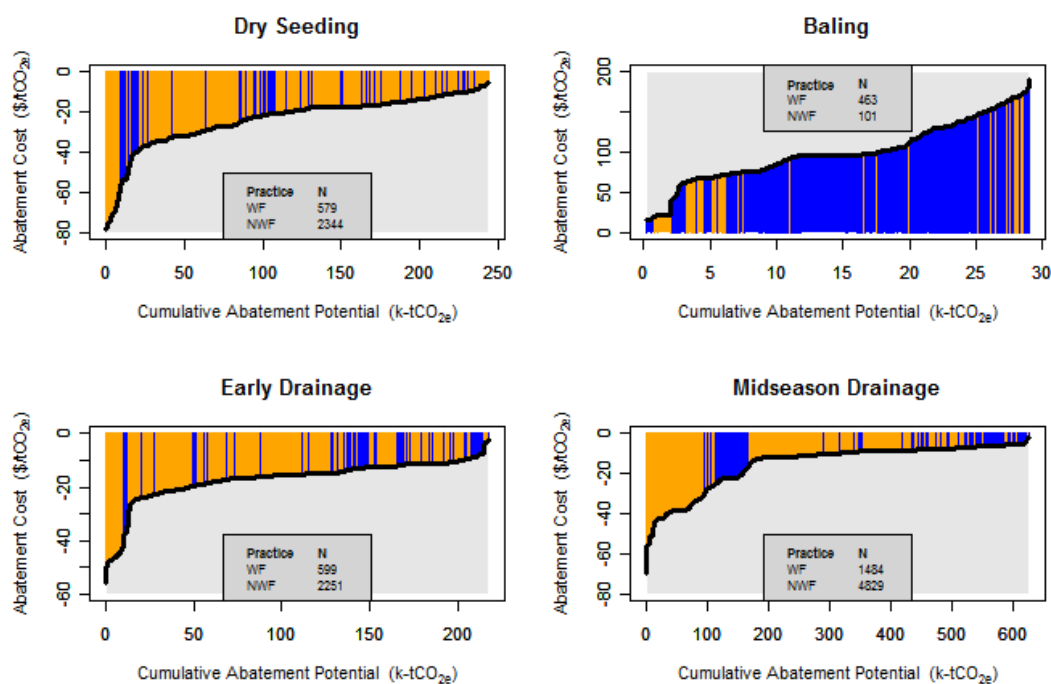 Dry Seeding
Abatement Cost ($/tCO2e)
0
-20
-40
-60
-80
Practice N
WF 579
NWF 2344
0 50 100 150 200 250
Cumulative Abatement Potential (k-tCO2e)
Baling
Abatement Cost ($/tCO2e)
200
100
50
0
Practice N
WF 463
NWF 101
0 5 10 15 20 25 30
Cumulative Abatement Potential (k-tCO2e)
Early Drainage
Abatement Cost ($/tCO2e)
0
-20
-40
-60
Practice N
WF 599
NWF 2251
0 50 100 150 200
Cumulative Abatement Potential (k-tCO2e)
Midseason Drainage
Abatement Cost ($/tCO2e)
0
-20
-40
-60
-80
Practice N
WF 1484
NWF 4829
0 100 200 300 400 500 600
Cumulative Abatement Potential (k-tCO2e)